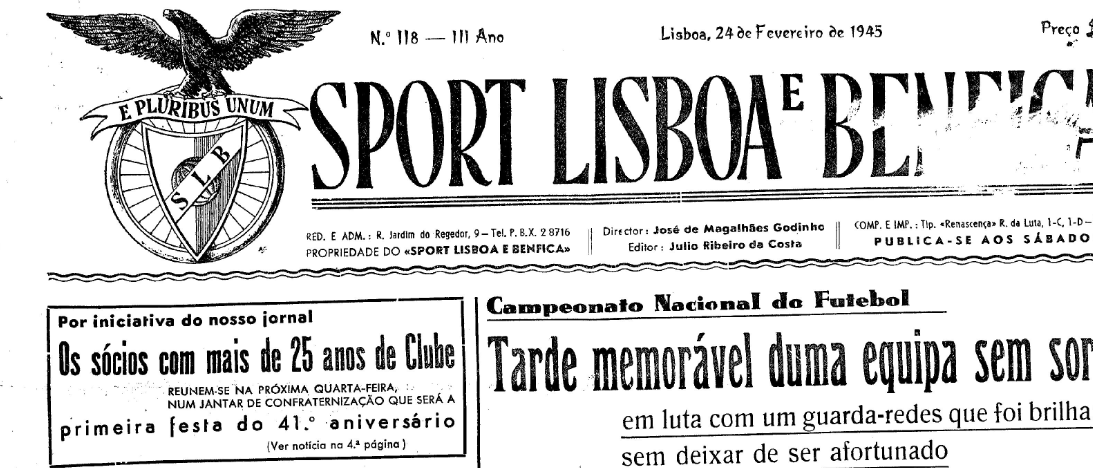 N.º 118 — III Ano
Lisboa, 24 de Fevereiro de 1945
Preço
E PLURIBUS UNUM
SLB
SPORT LISBOA E BENFICA
RED. E ADM.: R. Jardim do Regedor, 9 — Tel. P. B. X. 2 8716
PROPRIEDADE DO «SPORT LISBOA E BENFICA»
Director: José de Magalhães Godinho
Editor: Julio Ribeiro da Costa
COMP. E IMP.: Tip. «Renascença» R. da Luta, 1-C, 1-D —
PUBLICA-SE AOS SÁBADO
Por iniciativa do nosso jornal
Os sócios com mais de 25 anos de Clube
REUNEM-SE NA PRÓXIMA QUARTA-FEIRA,
NUM JANTAR DE CONFRATERNIZAÇÃO QUE SERÁ A
primeira festa do 41.º aniversário
(Ver notícia na 4.ª página)
Campeonato Nacional do Futebol
Tarde memorável duma equipa sem sor
em luta com um guarda-redes que foi brilha
sem deixar de ser afortunado